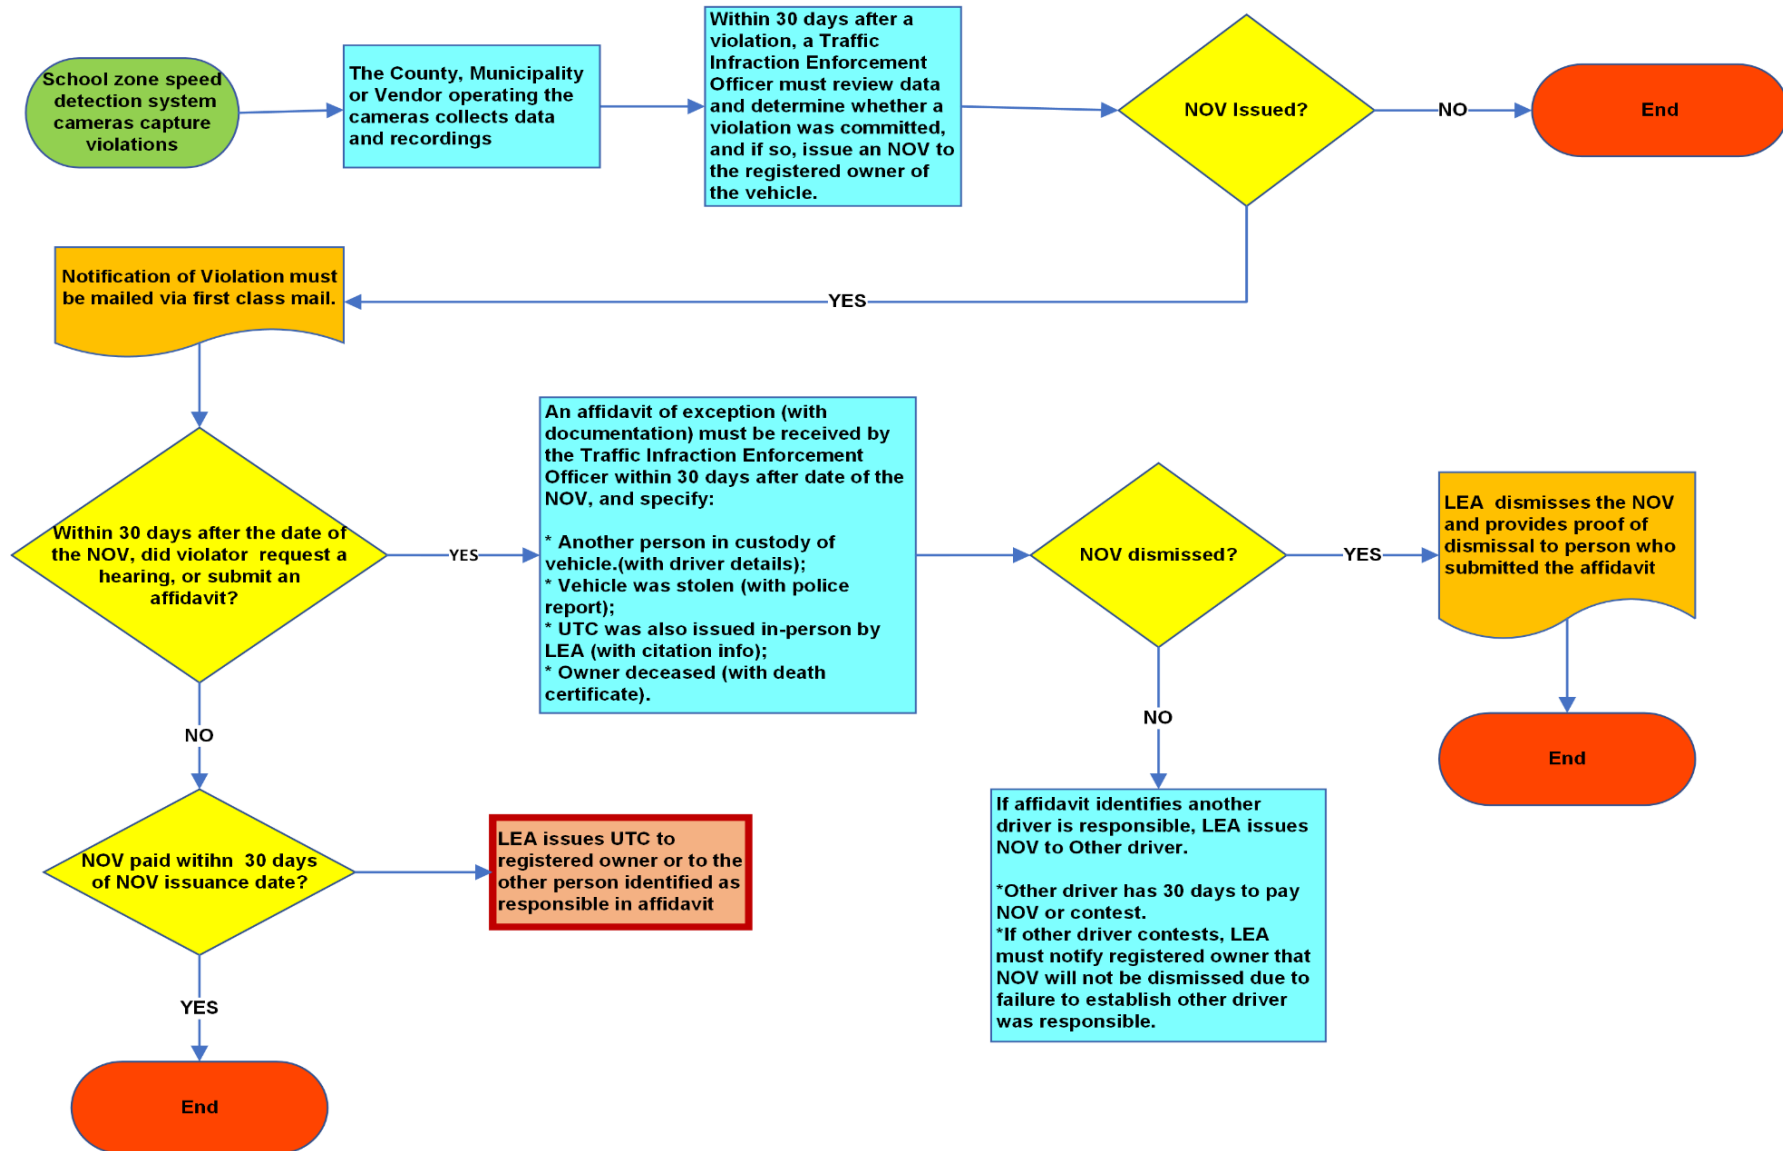 School zone speed
detection system
cameras capture
violations
The County, Municipality
or Vendor operating the
cameras collects data
and recordings
Within 30 days after a
violation, a Traffic
Infraction Enforcement
Officer must review data
and determine whether a
violation was committed,
and if so, issue an NOV to
the registered owner of
the vehicle.
NOV Issued?
NO
End
YES
Notification of Violation must
be mailed via first class mail.
Within 30 days after the date of
the NOV, did violator request a
hearing, or submit an
affidavit?
YES
An affidavit of exception (with
documentation) must be received by
the Traffic Infraction Enforcement
Officer within 30 days after date of the
NOV, and specify:
* Another person in custody of
vehicle.(with driver details);
* Vehicle was stolen (with police
report);
* UTC was also issued in-person by
LEA (with citation info);
* Owner deceased (with death
certificate).
NOV dismissed?
YES
LEA dismisses the NOV
and provides proof of
dismissal to person who
submitted the affidavit
End
NO
If affidavit identifies another
driver is responsible, LEA issues
NOV to Other driver.
*Other driver has 30 days to pay
NOV or contest.
*If other driver contests, LEA
must notify registered owner that
NOV will not be dismissed due to
failure to establish other driver
was responsible.
NO
NOV paid witihn 30 days
of NOV issuance date?
LEA issues UTC to
registered owner or to the
other person identified as
responsible in affidavit
YES
End